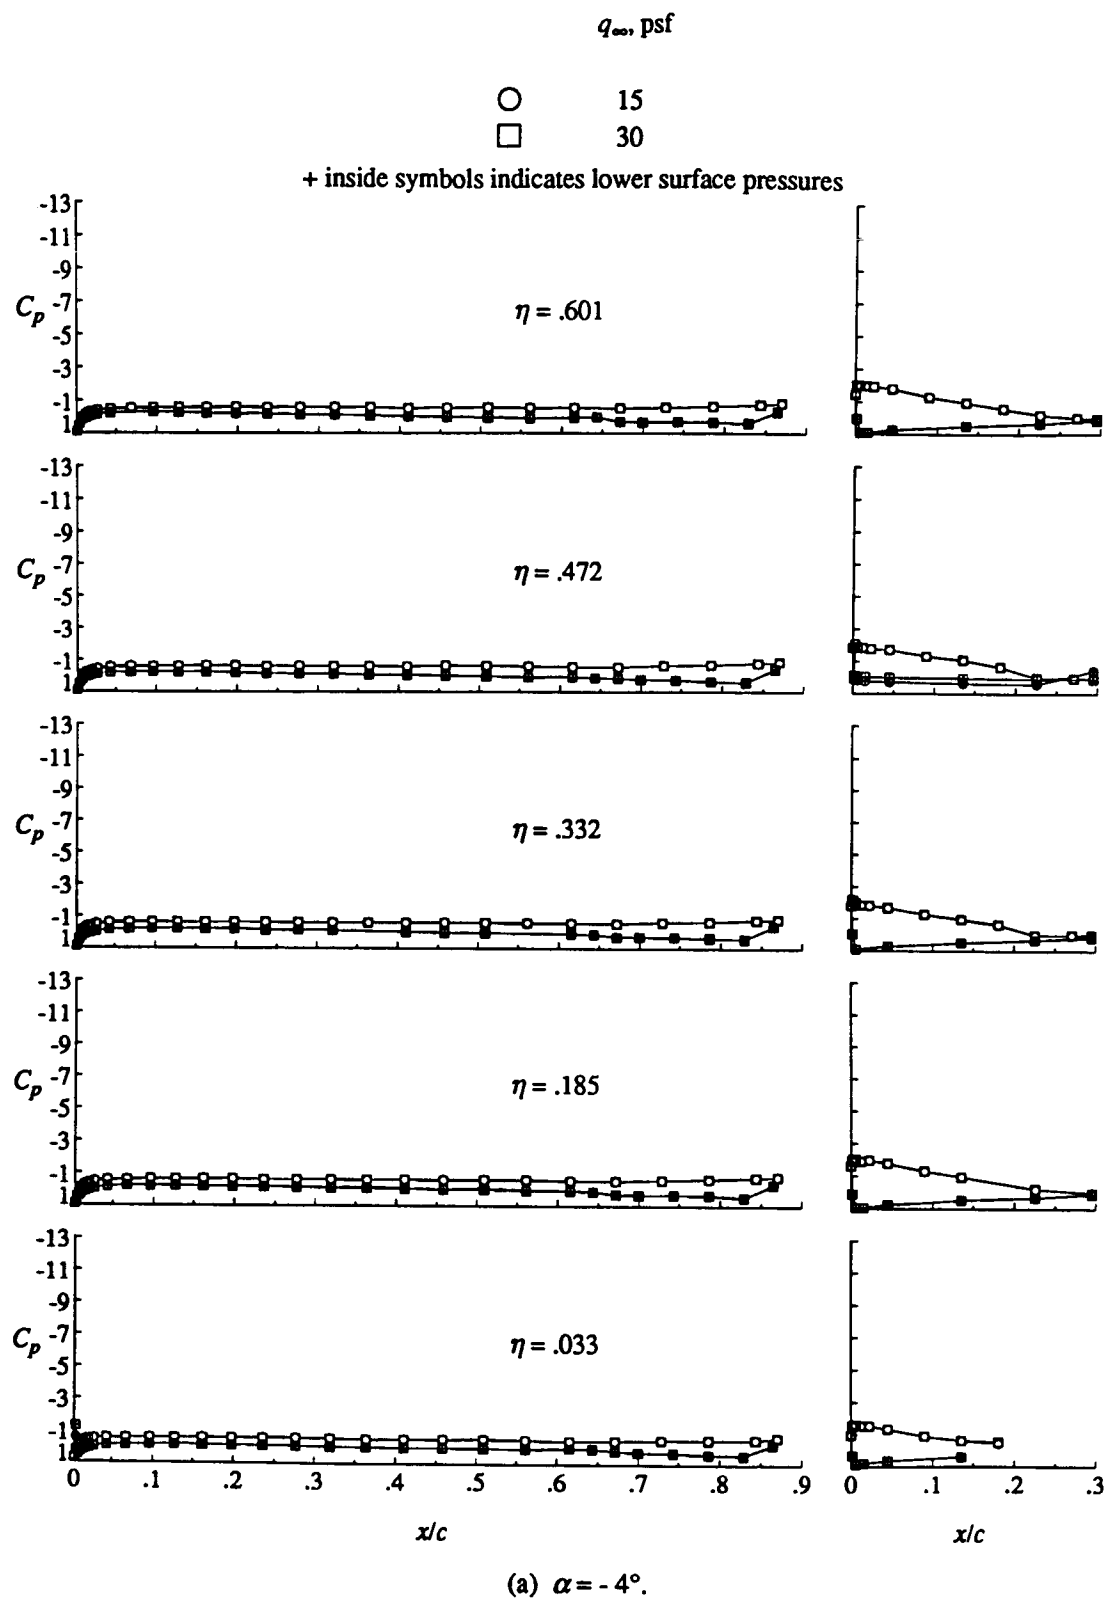 q∞, psf
○ 15
□ 30
+ inside symbols indicates lower surface pressures
-13
-11
-9
Cp -7
-5
-3
-1
1
η = .601
-13
-11
-9
Cp -7
-5
-3
-1
1
η = .472
-13
-11
-9
Cp -7
-5
-3
-1
1
η = .332
-13
-11
-9
Cp -7
-5
-3
-1
1
η = .185
-13
-11
-9
Cp -7
-5
-3
-1
1
η = .033
0 .1 .2 .3 .4 .5 .6 .7 .8 .9 0 .1 .2 .3
x/c x/c
(a) α = - 4°.